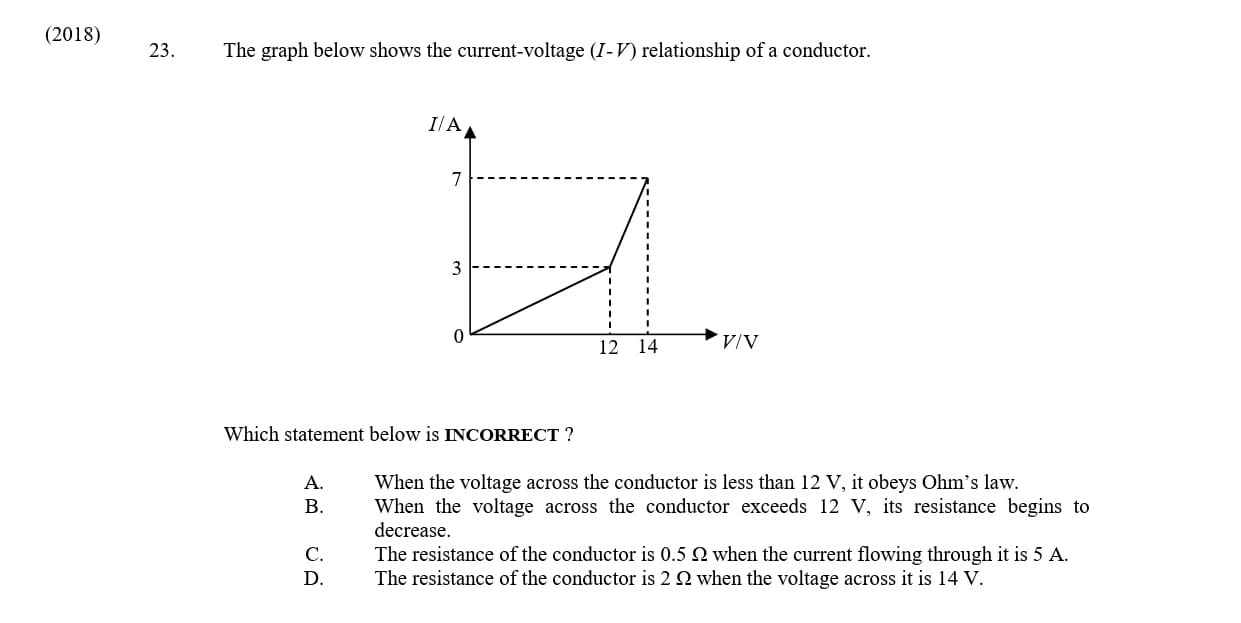 (2018)
23. The graph below shows the current-voltage (I-V) relationship of a conductor.
I/A
7
3
0
12 14
V/V
Which statement below is INCORRECT ?
A. When the voltage across the conductor is less than 12 V, it obeys Ohm’s law.
B. When the voltage across the conductor exceeds 12 V, its resistance begins to
decrease.
C. The resistance of the conductor is 0.5 Ω when the current flowing through it is 5 A.
D. The resistance of the conductor is 2 Ω when the voltage across it is 14 V.